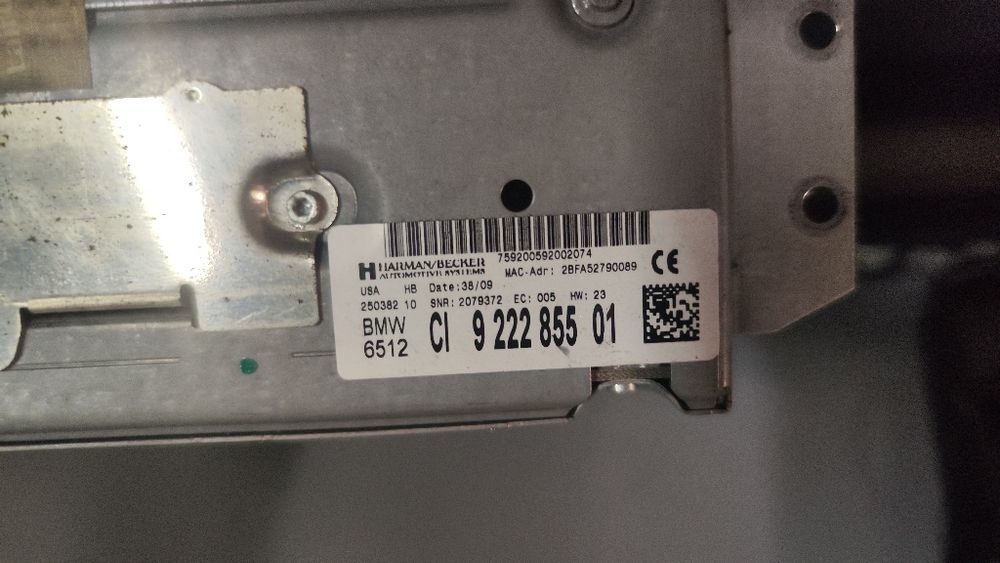 759200592002074
HARMAN/BECKER
AUTOMOTIVE SYSTEMS
MAC-Adr: 2BFA52790089
CE
USA HB Date:38/09
250382 10 SNR: 2079372 EC: 005 HW: 23
BMW
6512
CI 9 222 855 01